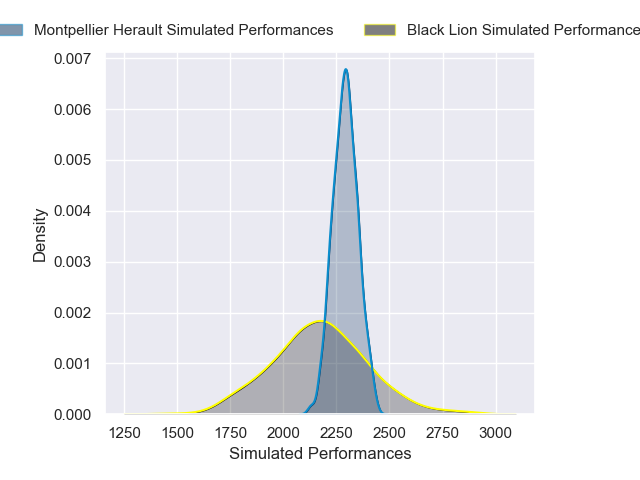 Montpellier Herault Simulated Performances
Black Lion Simulated Performance
0.007
0.006
0.005
0.004
0.003
0.002
0.001
0.000
Density
1250 1500 1750 2000 2250 2500 2750 3000
Simulated Performances